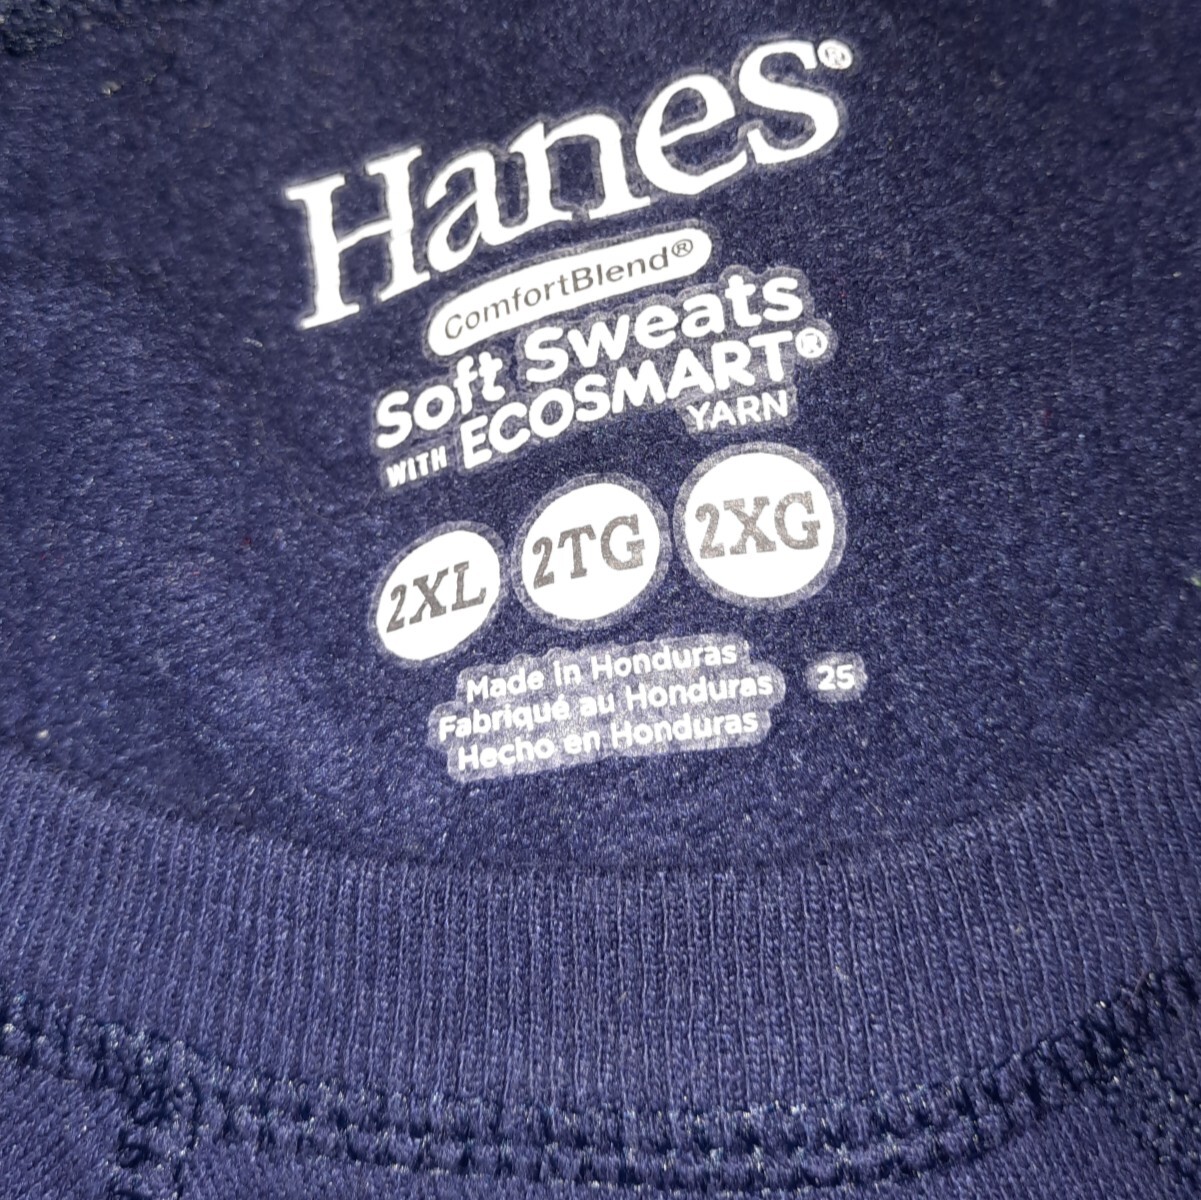 Hanes®
ComfortBlend®
Soft Sweats
WITH ECOSMART®
YARN
2XL 2TG 2XG
Made in Honduras
Fabriqué au Honduras 25
Hecho en Honduras